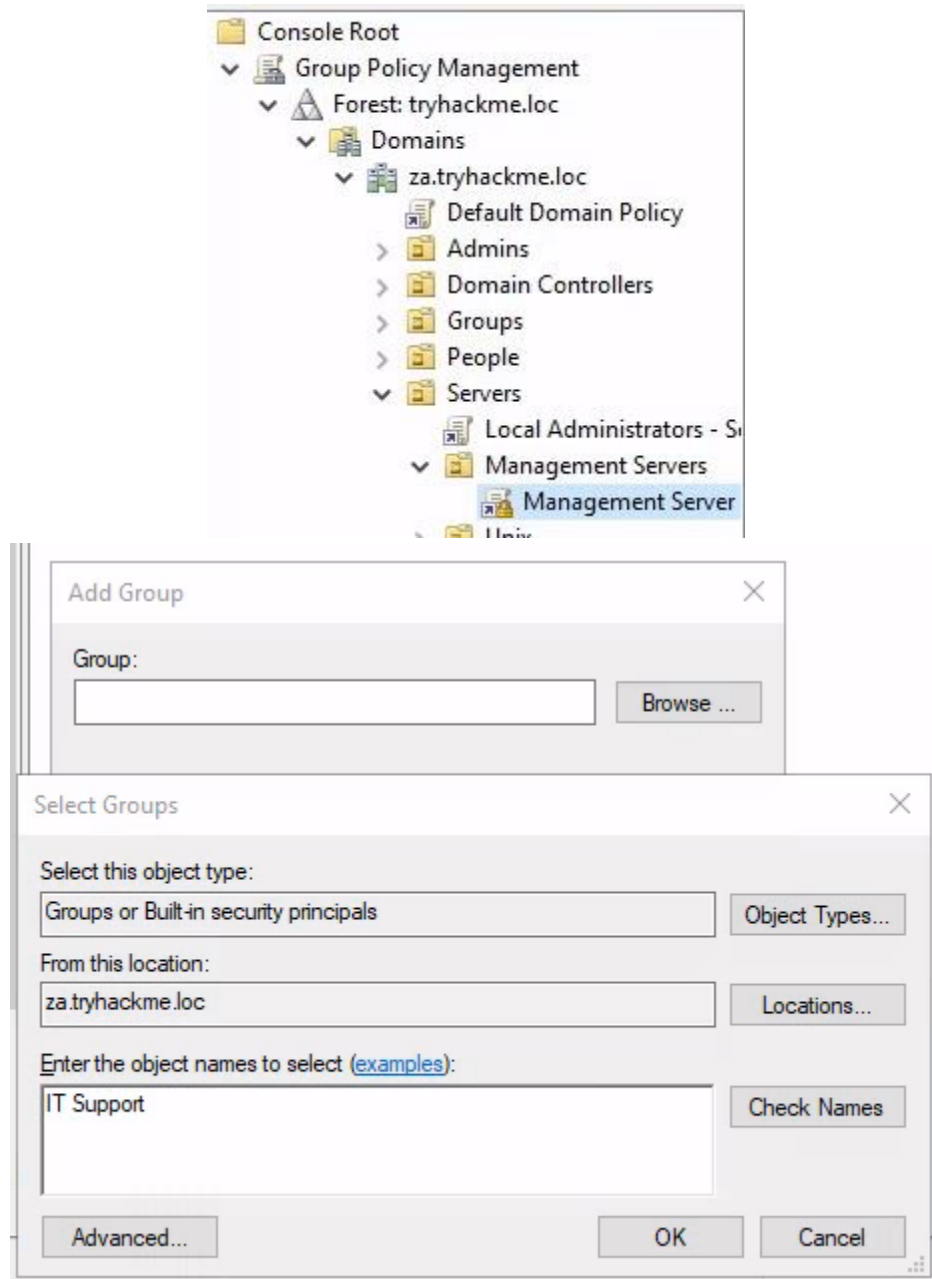 Console Root
Group Policy Management
Forest: tryhackme.loc
Domains
za.tryhackme.loc
Default Domain Policy
Admins
Domain Controllers
Groups
People
Servers
Local Administrators -
Management Servers
Management Server
Unix
Add Group
Group:
Browse ...
Select Groups
Select this object type:
Groups or Built-in security principals
Object Types...
From this location:
za.tryhackme.loc
Locations...
Enter the object names to select (examples):
IT Support
Check Names
Advanced...
OK
Cancel